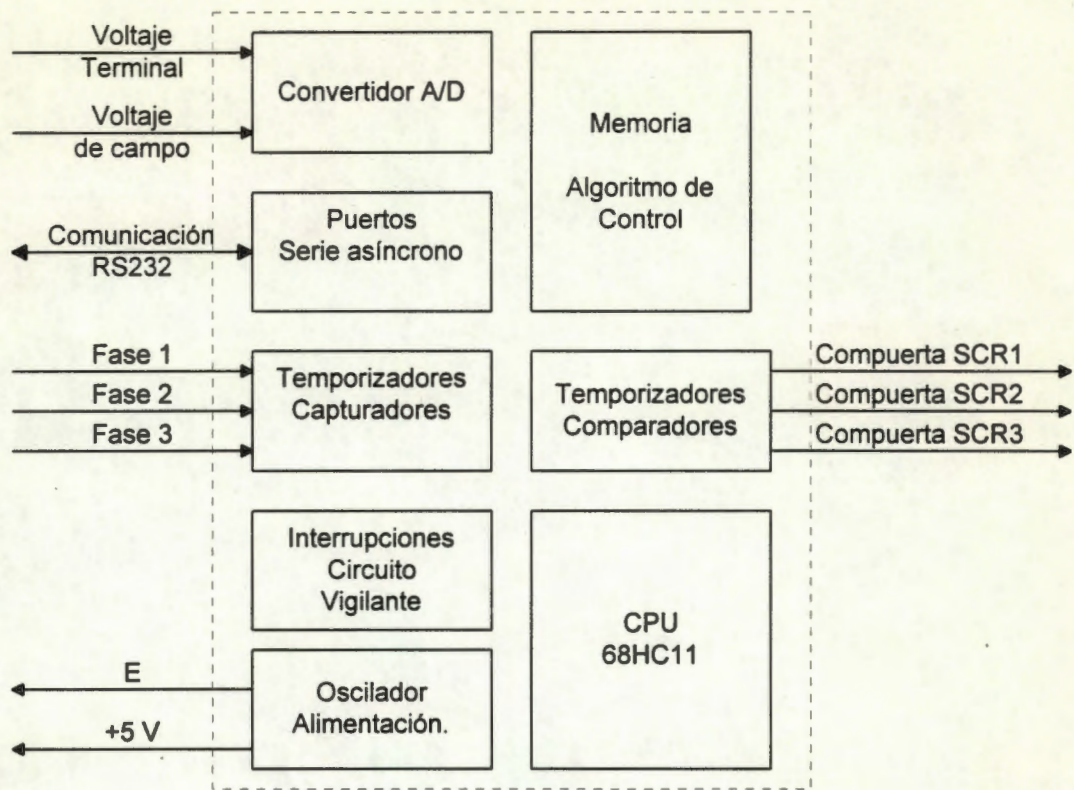 Voltaje
Terminal
Voltaje
de campo
Convertidor A/D
Memoria
Algoritmo de
Control
Comunicación
RS232
Puertos
Serie asíncrono
Fase 1
Fase 2
Fase 3
Temporizadores
Capturadores
Temporizadores
Comparadores
Compuerta SCR1
Compuerta SCR2
Compuerta SCR3
Interrupciones
Circuito
Vigilante
CPU
68HC11
E
+5 V
Oscilador
Alimentación.